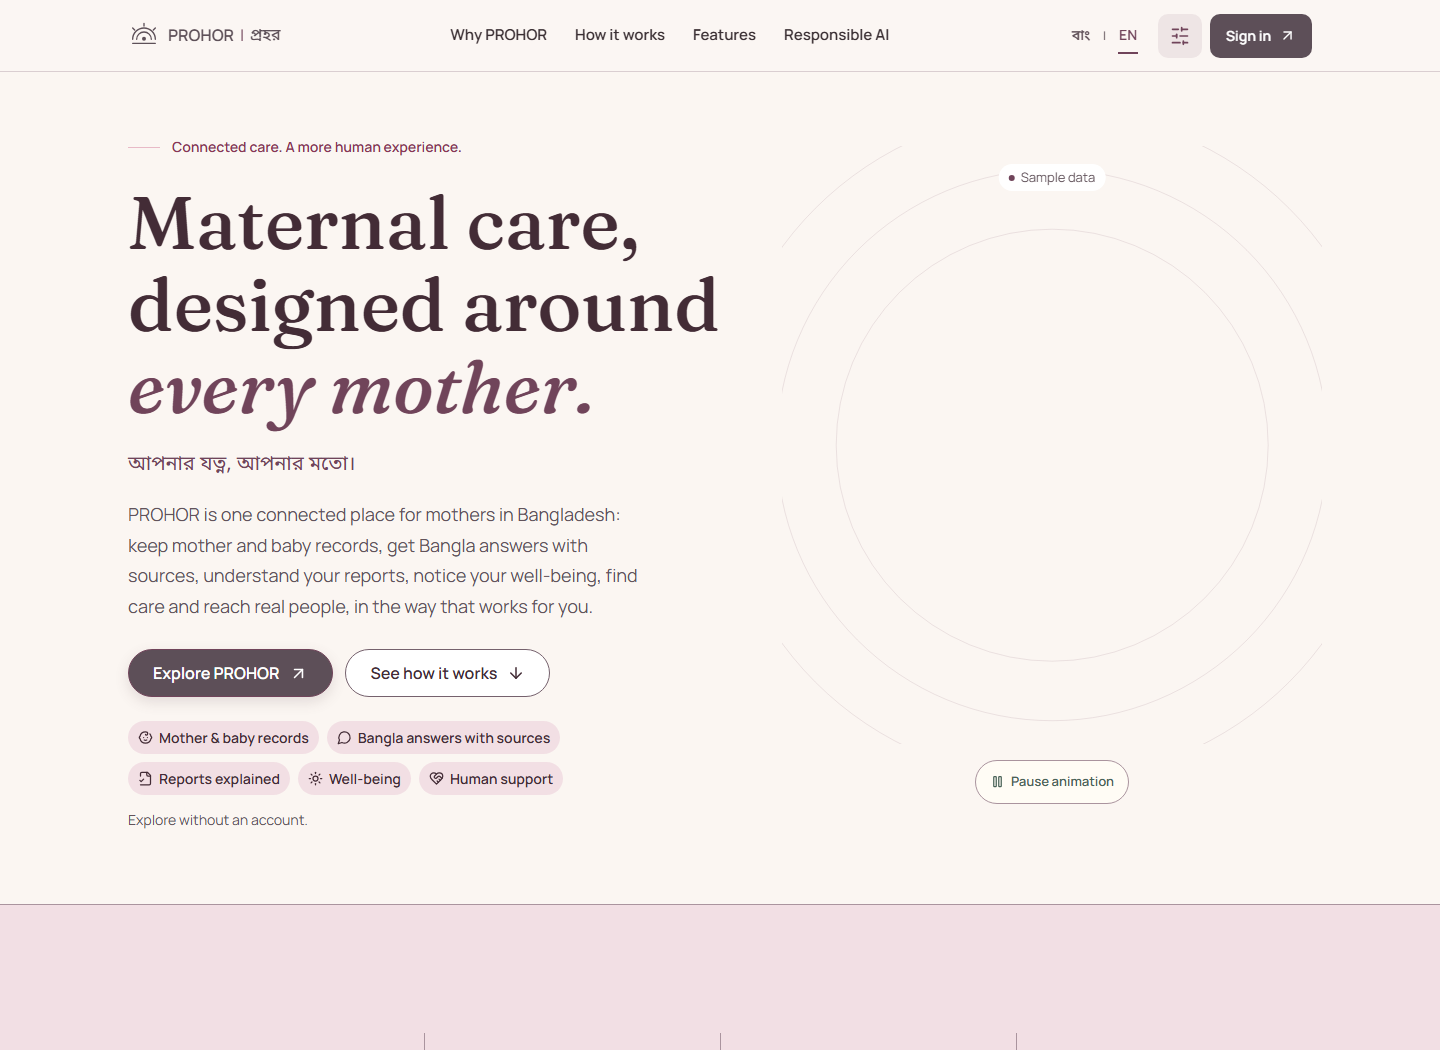 PROHOR | প্রহর
Why PROHOR
How it works
Features
Responsible AI
বাং | EN
Sign in
Connected care. A more human experience.
Maternal care,
designed around
every mother.
আপনার যত্ন, আপনার মতো।
PROHOR is one connected place for mothers in Bangladesh:
keep mother and baby records, get Bangla answers with
sources, understand your reports, notice your well-being, find
care and reach real people, in the way that works for you.
Explore PROHOR
See how it works
Mother & baby records
Bangla answers with sources
Reports explained
Well-being
Human support
Explore without an account.
Sample data
Pause animation